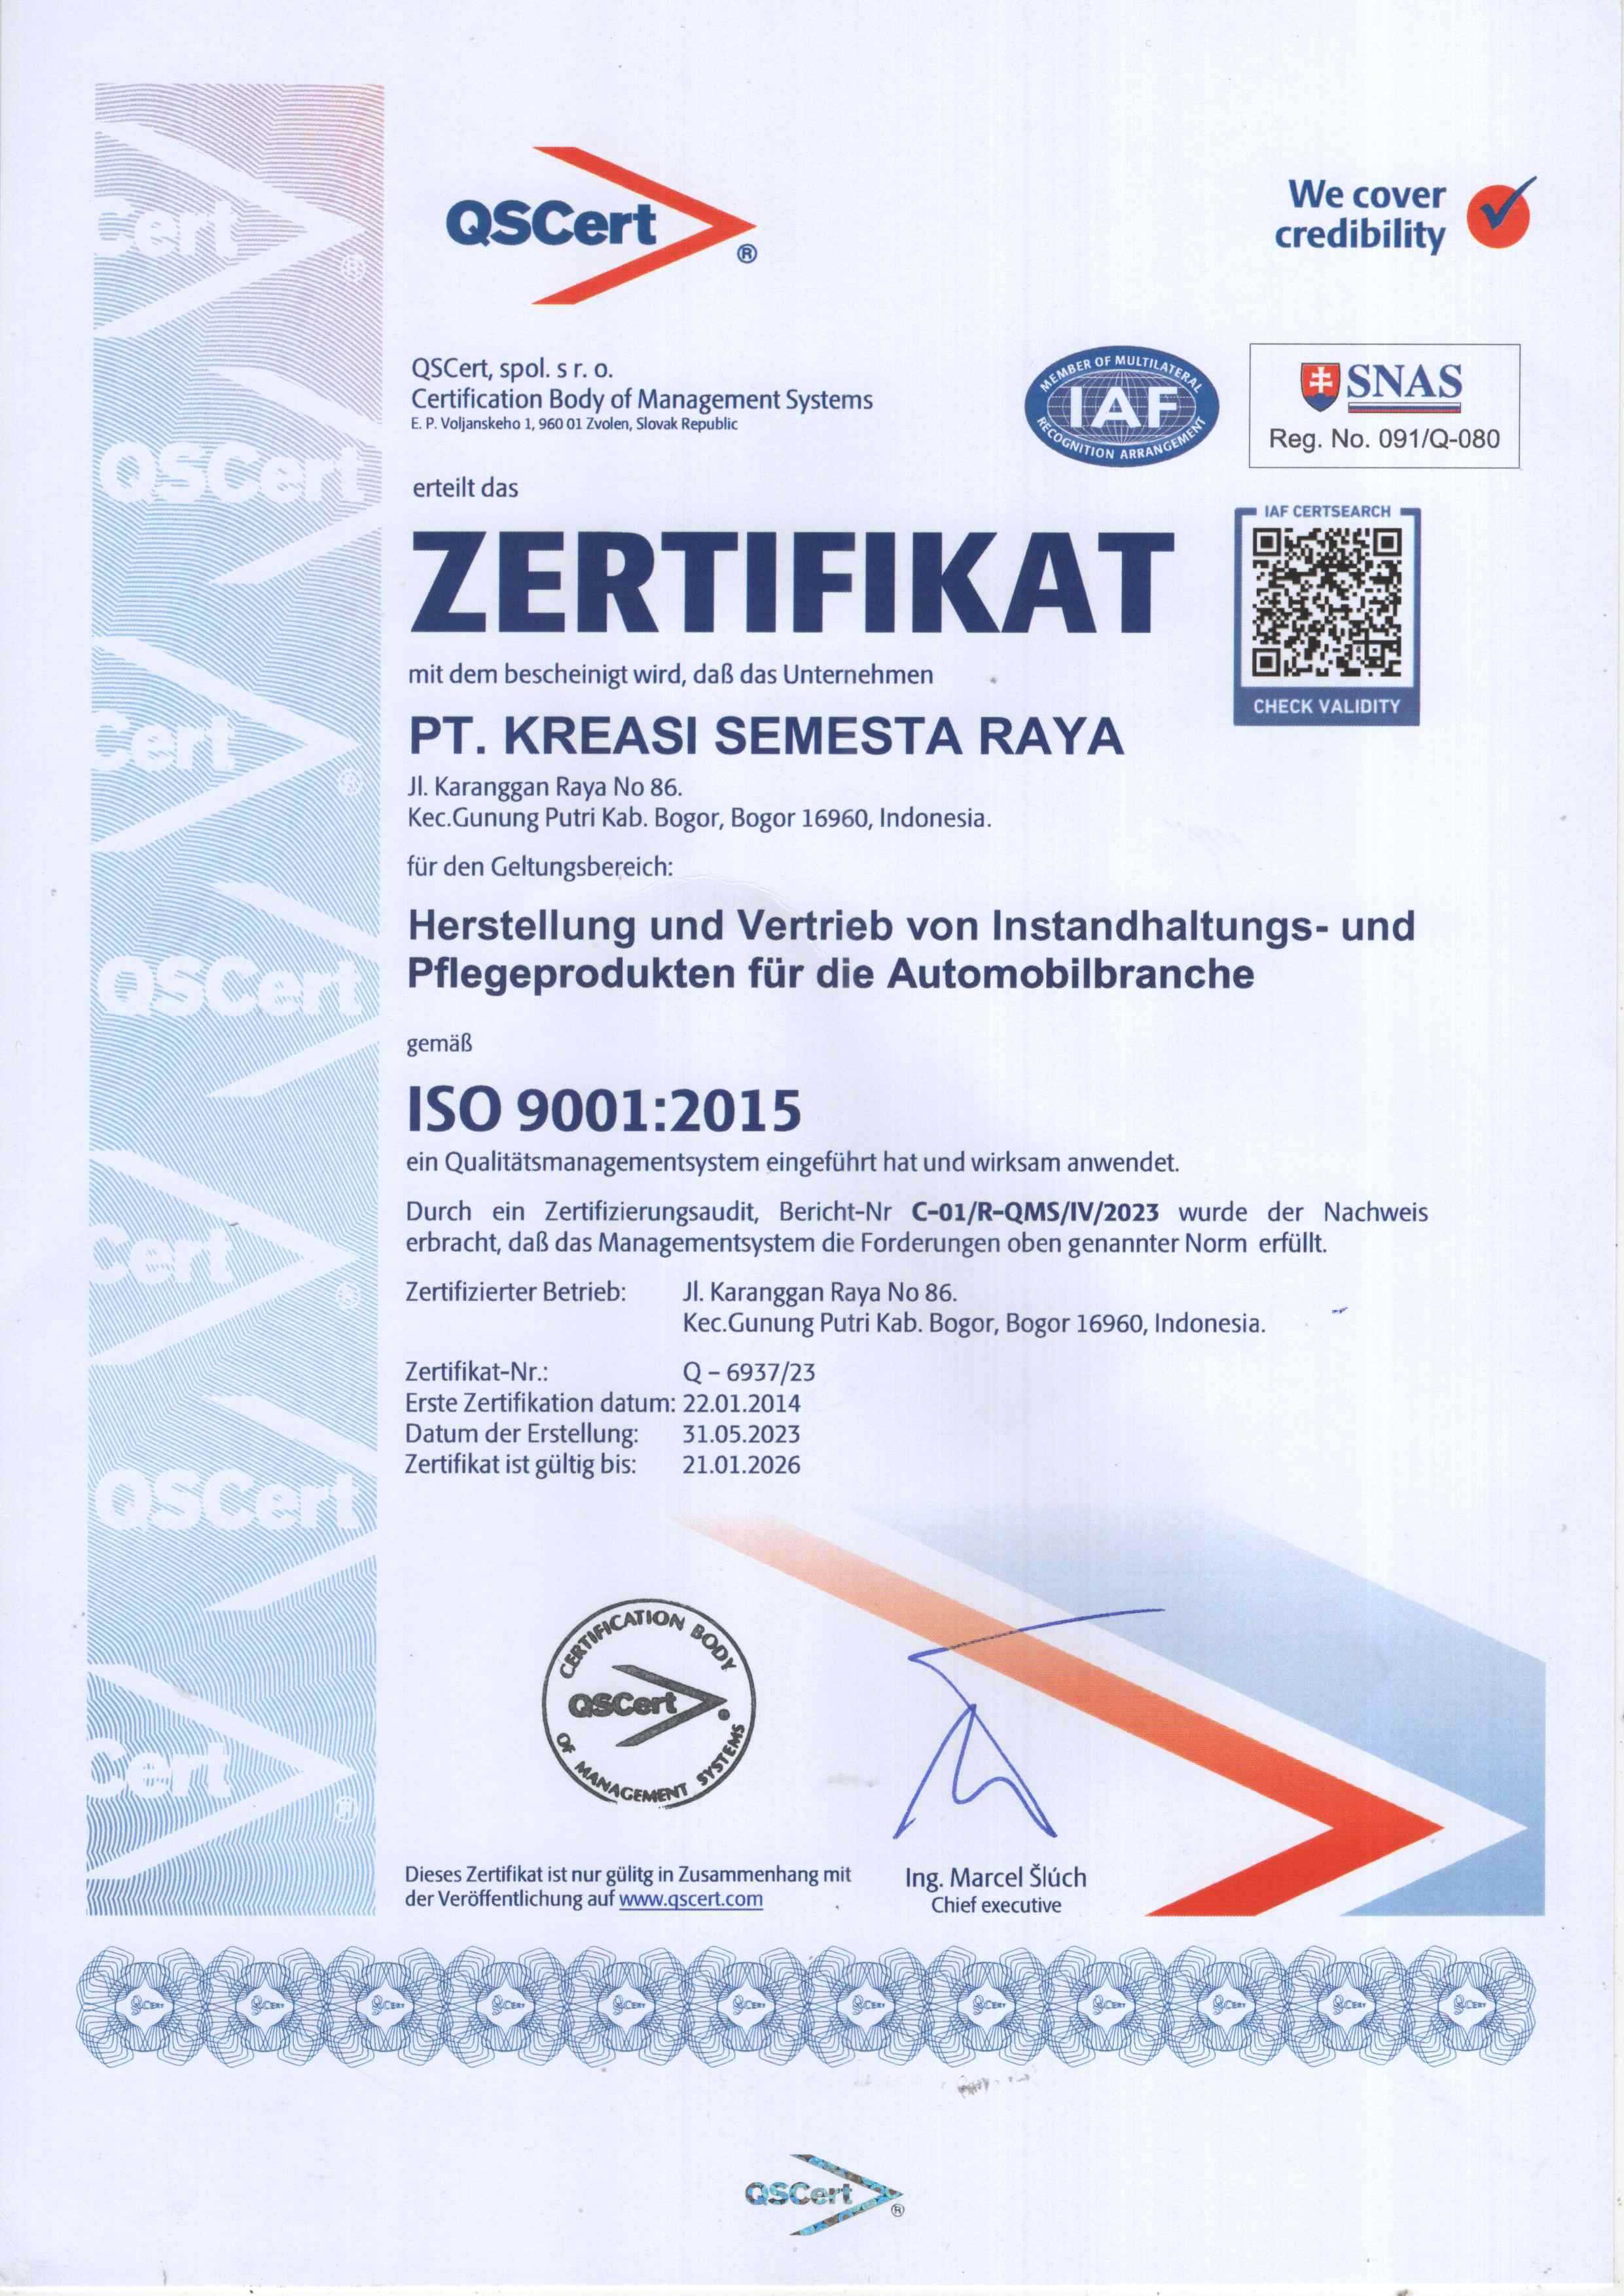 QSCert
®
We cover
credibility
QSCert, spol. s r. o.
Certification Body of Management Systems
E. P. Voljanskeho 1, 960 01 Zvolen, Slovak Republic
MEMBER OF MULTILATERAL
IAF
RECOGNITION ARRANGEMENT
SNAS
Reg. No. 091/Q-080
erteilt das
ZERTIFIKAT
IAF CERTSEARCH
CHECK VALIDITY
mit dem bescheinigt wird, daß das Unternehmen
PT. KREASI SEMESTA RAYA
Jl. Karanggan Raya No 86.
Kec.Gunung Putri Kab. Bogor, Bogor 16960, Indonesia.
für den Geltungsbereich:
Herstellung und Vertrieb von Instandhaltungs- und
Pflegeprodukten für die Automobilbranche
gemäß
ISO 9001:2015
ein Qualitätsmanagementsystem eingeführt hat und wirksam anwendet.
Durch ein Zertifizierungsaudit, Bericht-Nr C-01/R-QMS/IV/2023 wurde der Nachweis
erbracht, daß das Managementsystem die Forderungen oben genannter Norm erfüllt.
Zertifizierter Betrieb: Jl. Karanggan Raya No 86.
Kec.Gunung Putri Kab. Bogor, Bogor 16960, Indonesia.
Zertifikat-Nr.: Q – 6937/23
Erste Zertifikation datum: 22.01.2014
Datum der Erstellung: 31.05.2023
Zertifikat ist gültig bis: 21.01.2026
CERTIFICATION BODY
QSCert
OF MANAGEMENT SYSTEMS
Dieses Zertifikat ist nur gülitg in Zusammenhang mit
der Veröffentlichung auf www.qscert.com
Ing. Marcel Šlúch
Chief executive
QSCert
®